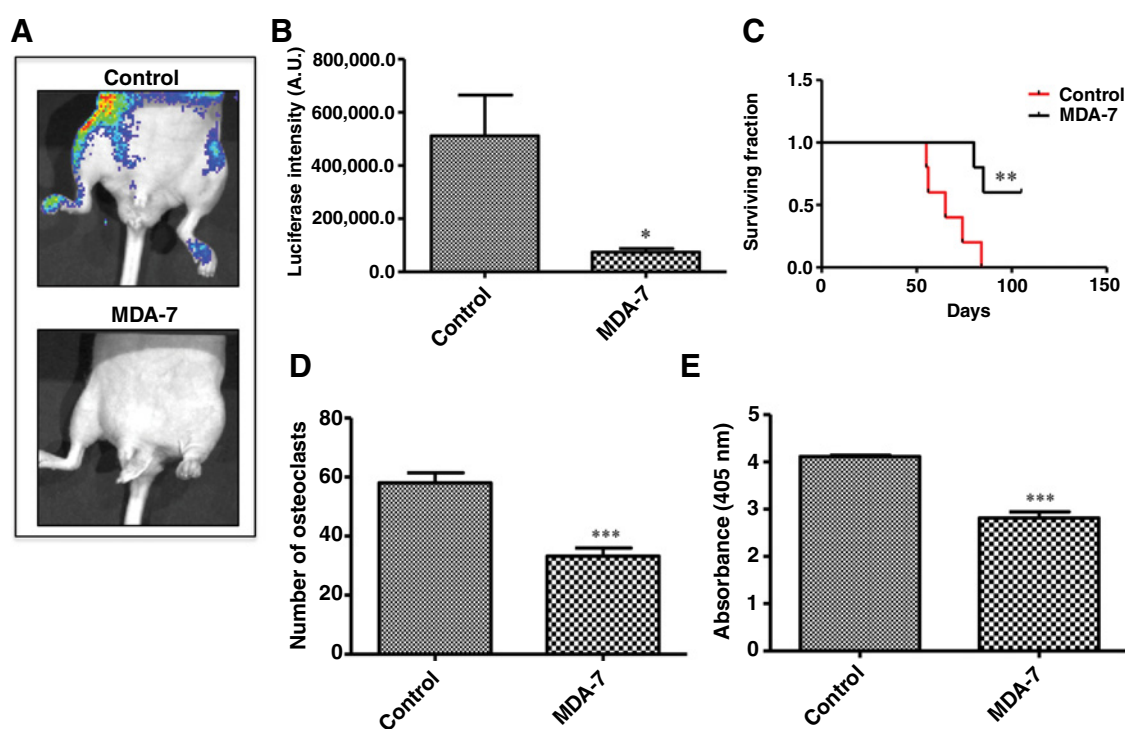 A
Control
MDA-7
B
Luciferase intensity (A.U.)
800,000.0
600,000.0
400,000.0
200,000.0
0.0
*
Control
MDA-7
C
Surviving fraction
1.5
1.0
0.5
0.0
0
50
100
150
Days
Control
MDA-7
**
D
Number of osteoclasts
80
60
40
20
0
***
Control
MDA-7
E
Absorbance (405 nm)
5
4
3
2
1
0
***
Control
MDA-7